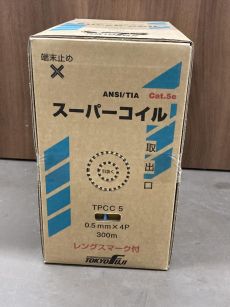 端末止め
ANSI/TIA Cat.5e
スーパーコイル
取出口
TPCC 5
0.5mm×4P
300m
レングスマーク付